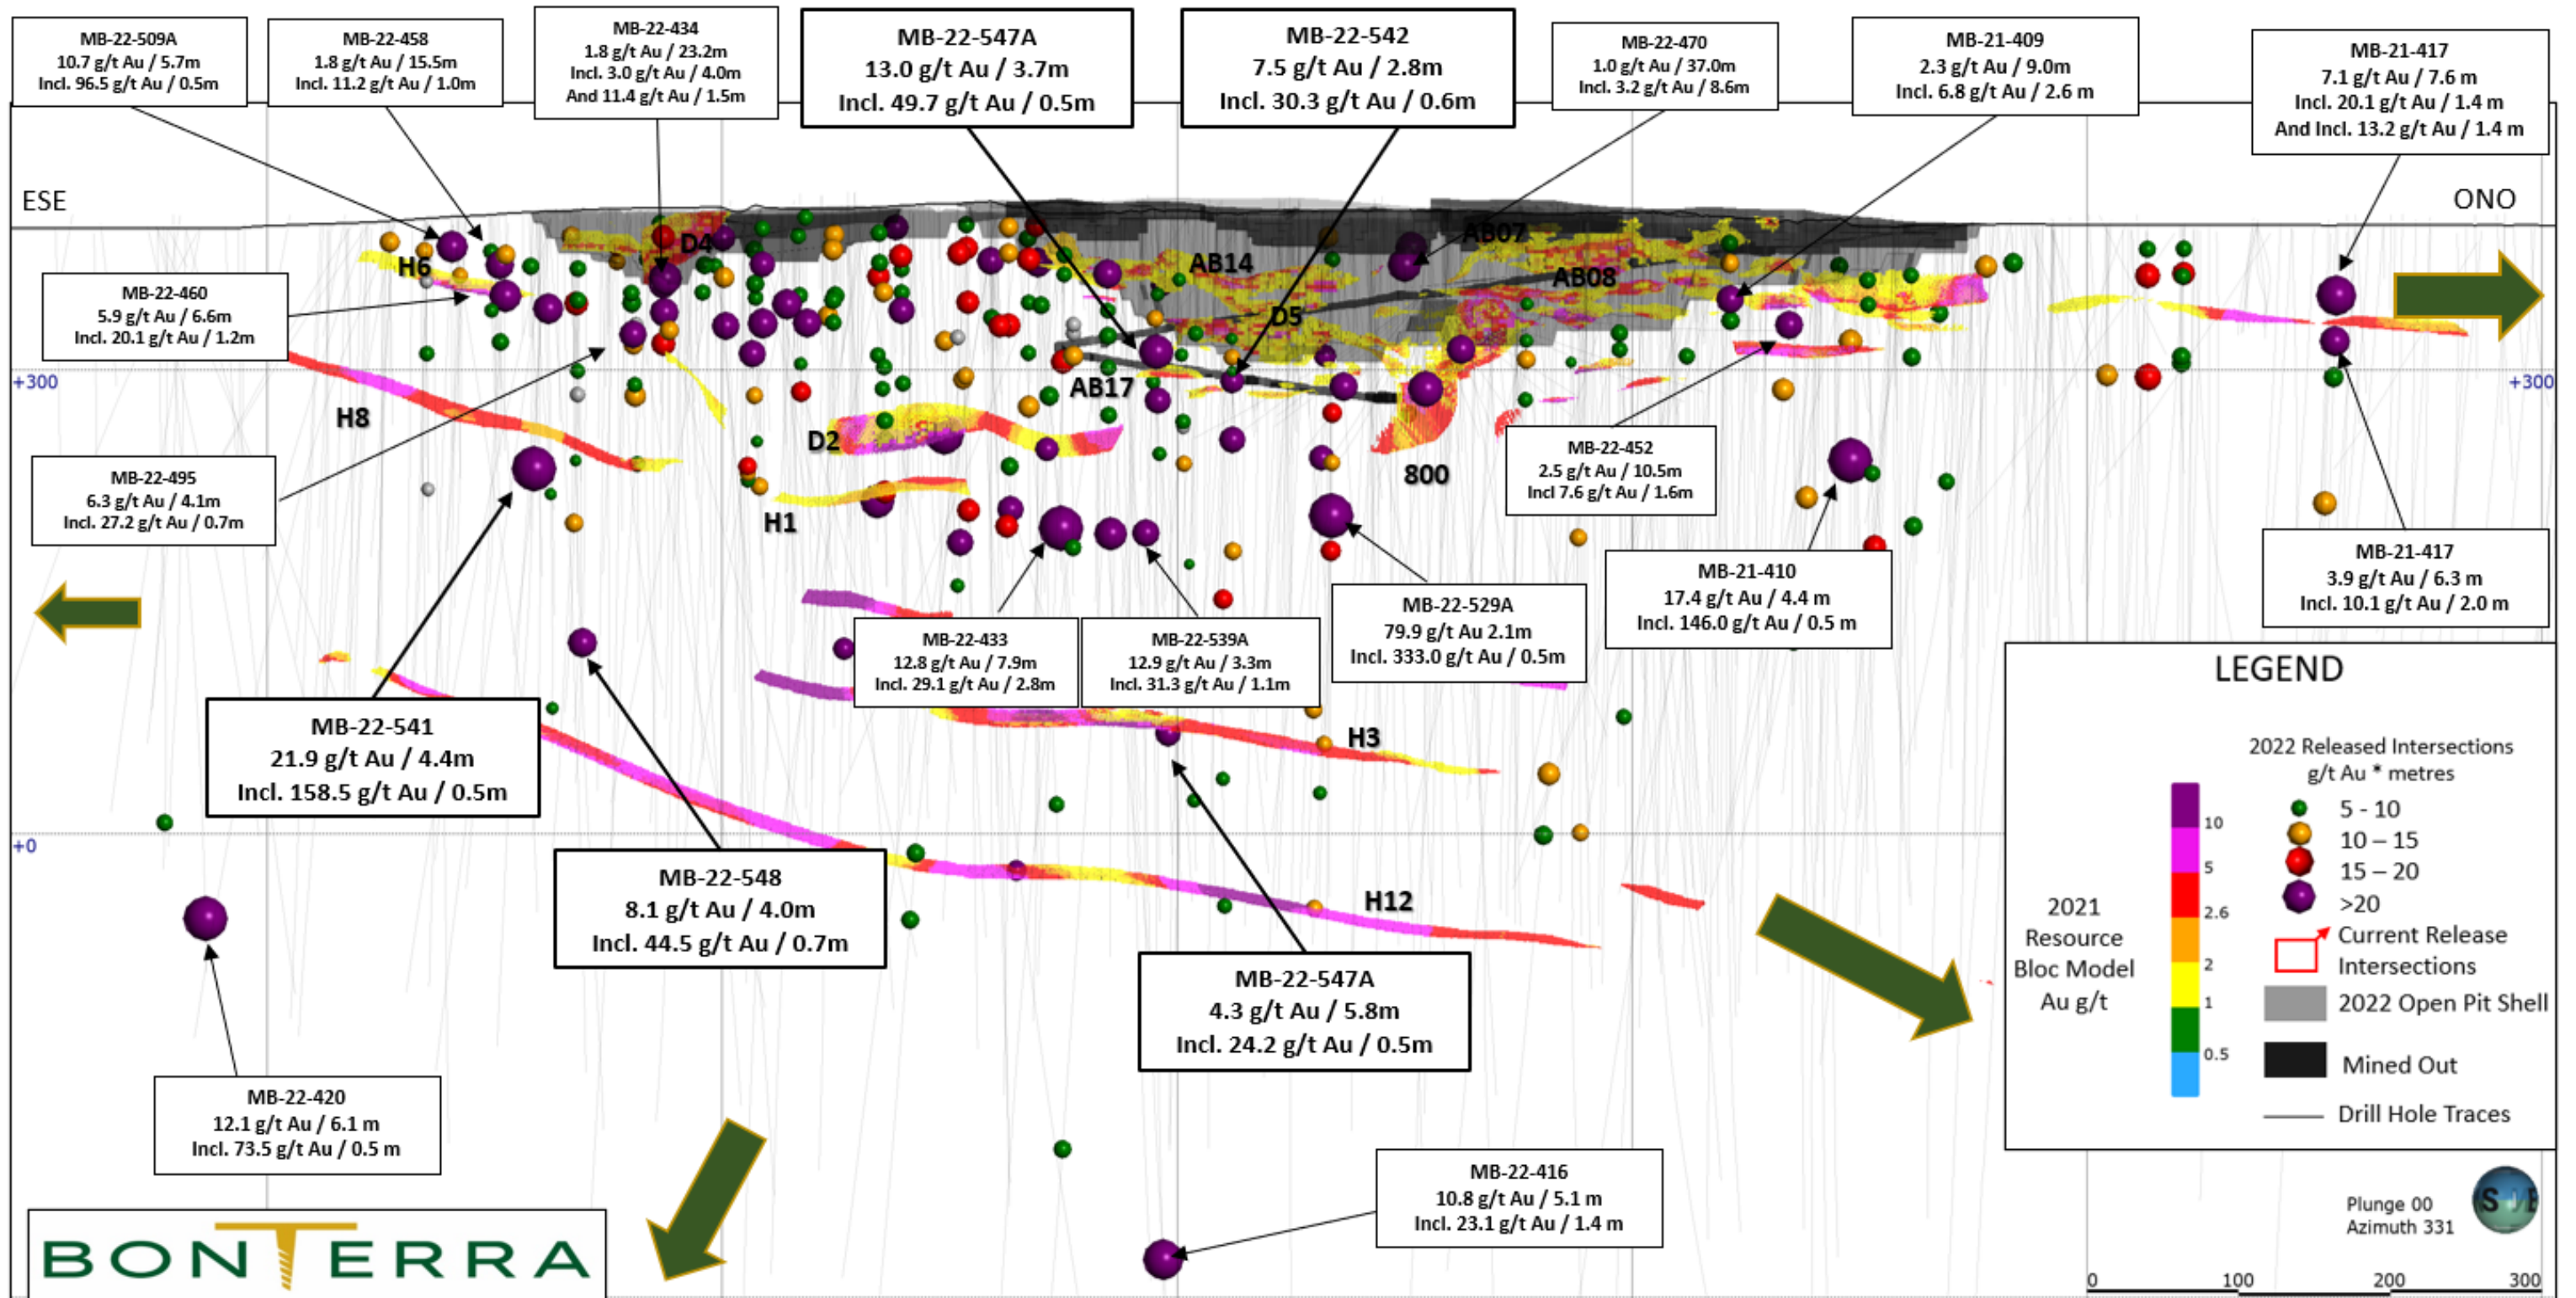 MB-22-509A
10.7 g/t Au / 5.7m
Incl. 96.5 g/t Au / 0.5m
MB-22-458
1.8 g/t Au / 15.5m
Incl. 11.2 g/t Au / 1.0m
MB-22-434
1.8 g/t Au / 23.2m
Incl. 3.0 g/t Au / 4.0m
And 11.4 g/t Au / 1.5m
MB-22-547A
13.0 g/t Au / 3.7m
Incl. 49.7 g/t Au / 0.5m
MB-22-542
7.5 g/t Au / 2.8m
Incl. 30.3 g/t Au / 0.6m
MB-22-470
1.0 g/t Au / 37.0m
Incl. 3.2 g/t Au / 8.6m
MB-21-409
2.3 g/t Au / 9.0m
Incl. 6.8 g/t Au / 2.6 m
MB-21-417
7.1 g/t Au / 7.6 m
Incl. 20.1 g/t Au / 1.4 m
And Incl. 13.2 g/t Au / 1.4 m
ESE
ONO
D4
H6
AB14
AB07
AB08
D5
MB-22-460
5.9 g/t Au / 6.6m
Incl. 20.1 g/t Au / 1.2m
+300
+300
AB17
H8
D2
800
H1
MB-22-495
6.3 g/t Au / 4.1m
Incl. 27.2 g/t Au / 0.7m
MB-22-452
2.5 g/t Au / 10.5m
Incl 7.6 g/t Au / 1.6m
MB-21-410
17.4 g/t Au / 4.4 m
Incl. 146.0 g/t Au / 0.5 m
MB-21-417
3.9 g/t Au / 6.3 m
Incl. 10.1 g/t Au / 2.0 m
MB-22-433
12.8 g/t Au / 7.9m
Incl. 29.1 g/t Au / 2.8m
MB-22-539A
12.9 g/t Au / 3.3m
Incl. 31.3 g/t Au / 1.1m
MB-22-529A
79.9 g/t Au 2.1m
Incl. 333.0 g/t Au / 0.5m
MB-22-541
21.9 g/t Au / 4.4m
Incl. 158.5 g/t Au / 0.5m
H3
+0
MB-22-548
8.1 g/t Au / 4.0m
Incl. 44.5 g/t Au / 0.7m
H12
MB-22-547A
4.3 g/t Au / 5.8m
Incl. 24.2 g/t Au / 0.5m
MB-22-420
12.1 g/t Au / 6.1 m
Incl. 73.5 g/t Au / 0.5 m
MB-22-416
10.8 g/t Au / 5.1 m
Incl. 23.1 g/t Au / 1.4 m
LEGEND
2022 Released Intersections
g/t Au * metres
5 - 10
10 – 15
15 – 20
>20
Current Release
Intersections
2022 Open Pit Shell
Mined Out
Drill Hole Traces
2021
Resource
Bloc Model
Au g/t
10
5
2.6
2
1
0.5
BONTERRA
Plunge 00
Azimuth 331
0 100 200 300